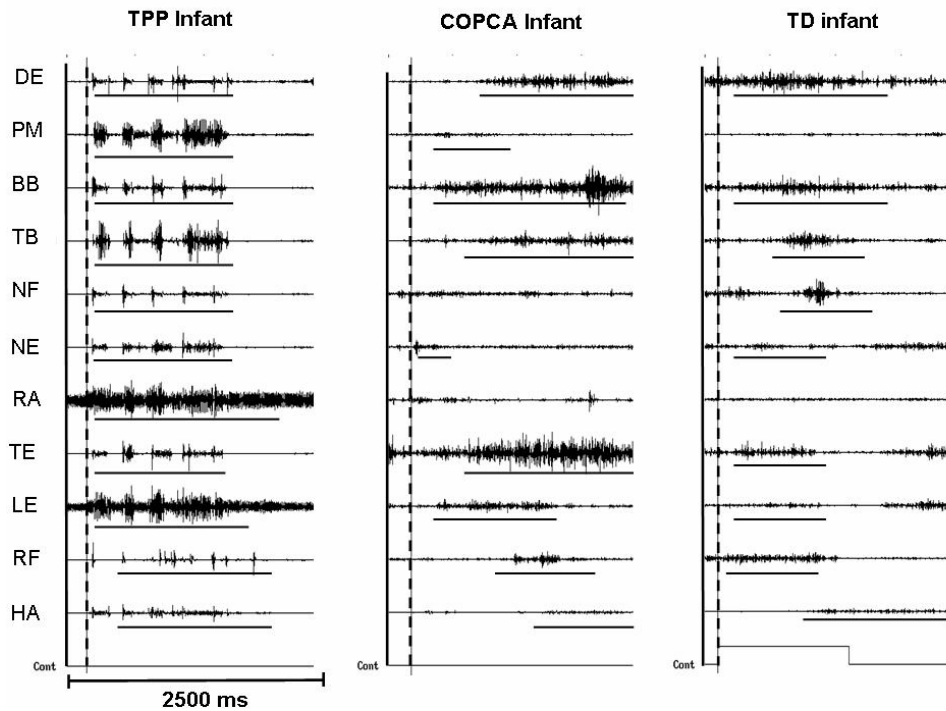 TPP Infant
COPCA Infant
TD infant
DE
PM
BB
TB
NF
NE
RA
TE
LE
RF
HA
Cont
Cont
Cont
2500 ms